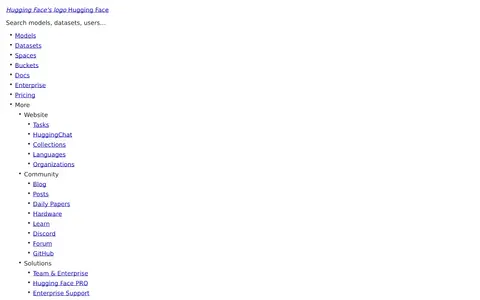 Hugging Face's logo Hugging Face
Search models, datasets, users...
Models
Datasets
Spaces
Buckets
Docs
Enterprise
Pricing
More
Website
Tasks
HuggingChat
Collections
Languages
Organizations
Community
Blog
Posts
Daily Papers
Hardware
Learn
Discord
Forum
GitHub
Solutions
Team & Enterprise
Hugging Face PRO
Enterprise Support